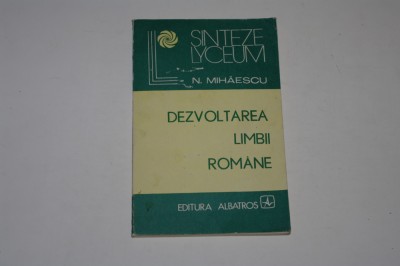 SINTEZE
LYCEUM
N. MIHĂESCU
DEZVOLTAREA
LIMBII
ROMÂNE
EDITURA ALBATROS